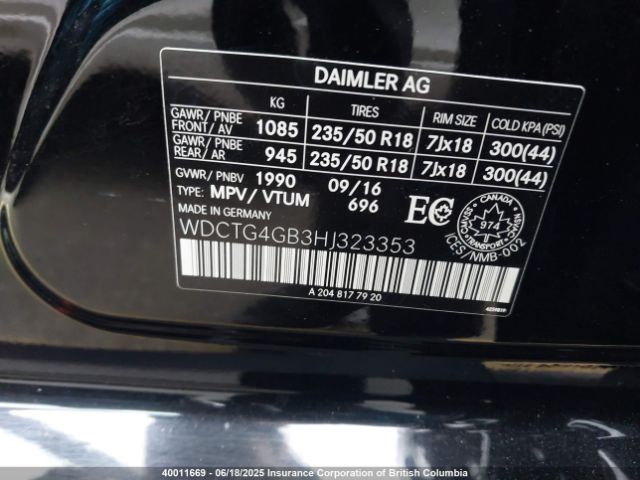 DAIMLER AG
KG TIRES RIM SIZE COLD KPA(PSI)
GAWR/PNBE FRONT/AV 1085 235/50 R18 7Jx18 300(44)
GAWR/PNBE REAR/AR 945 235/50 R18 7Jx18 300(44)
GVWR/PNBV 1990 09/16
TYPE: MPV/VTUM 696
EC
CANADA
974
TRANSPORT
ICES/NMB-002
WDCTG4GB3HJ323353
MADE IN GERMANY
A 204 817 79 20
40011669 - 06/18/2025 Insurance Corporation of British Columbia